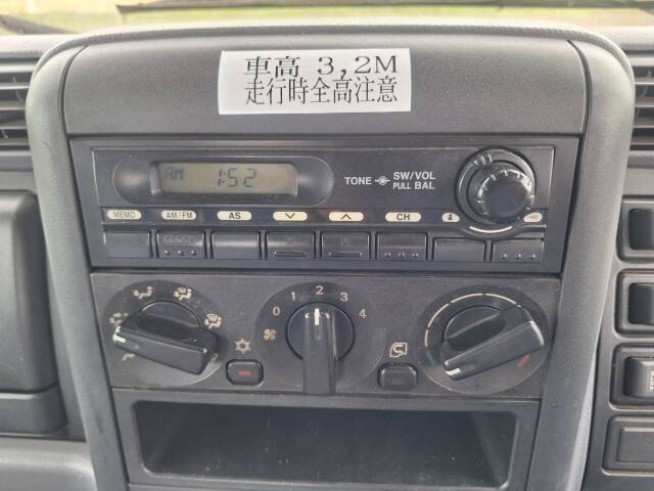 車高 3,2M
走行時全高注意
AM 1:52
TONE SW/VOL
PULL BAL
MEMO AM/FM AS CH
0 1 2 3 4